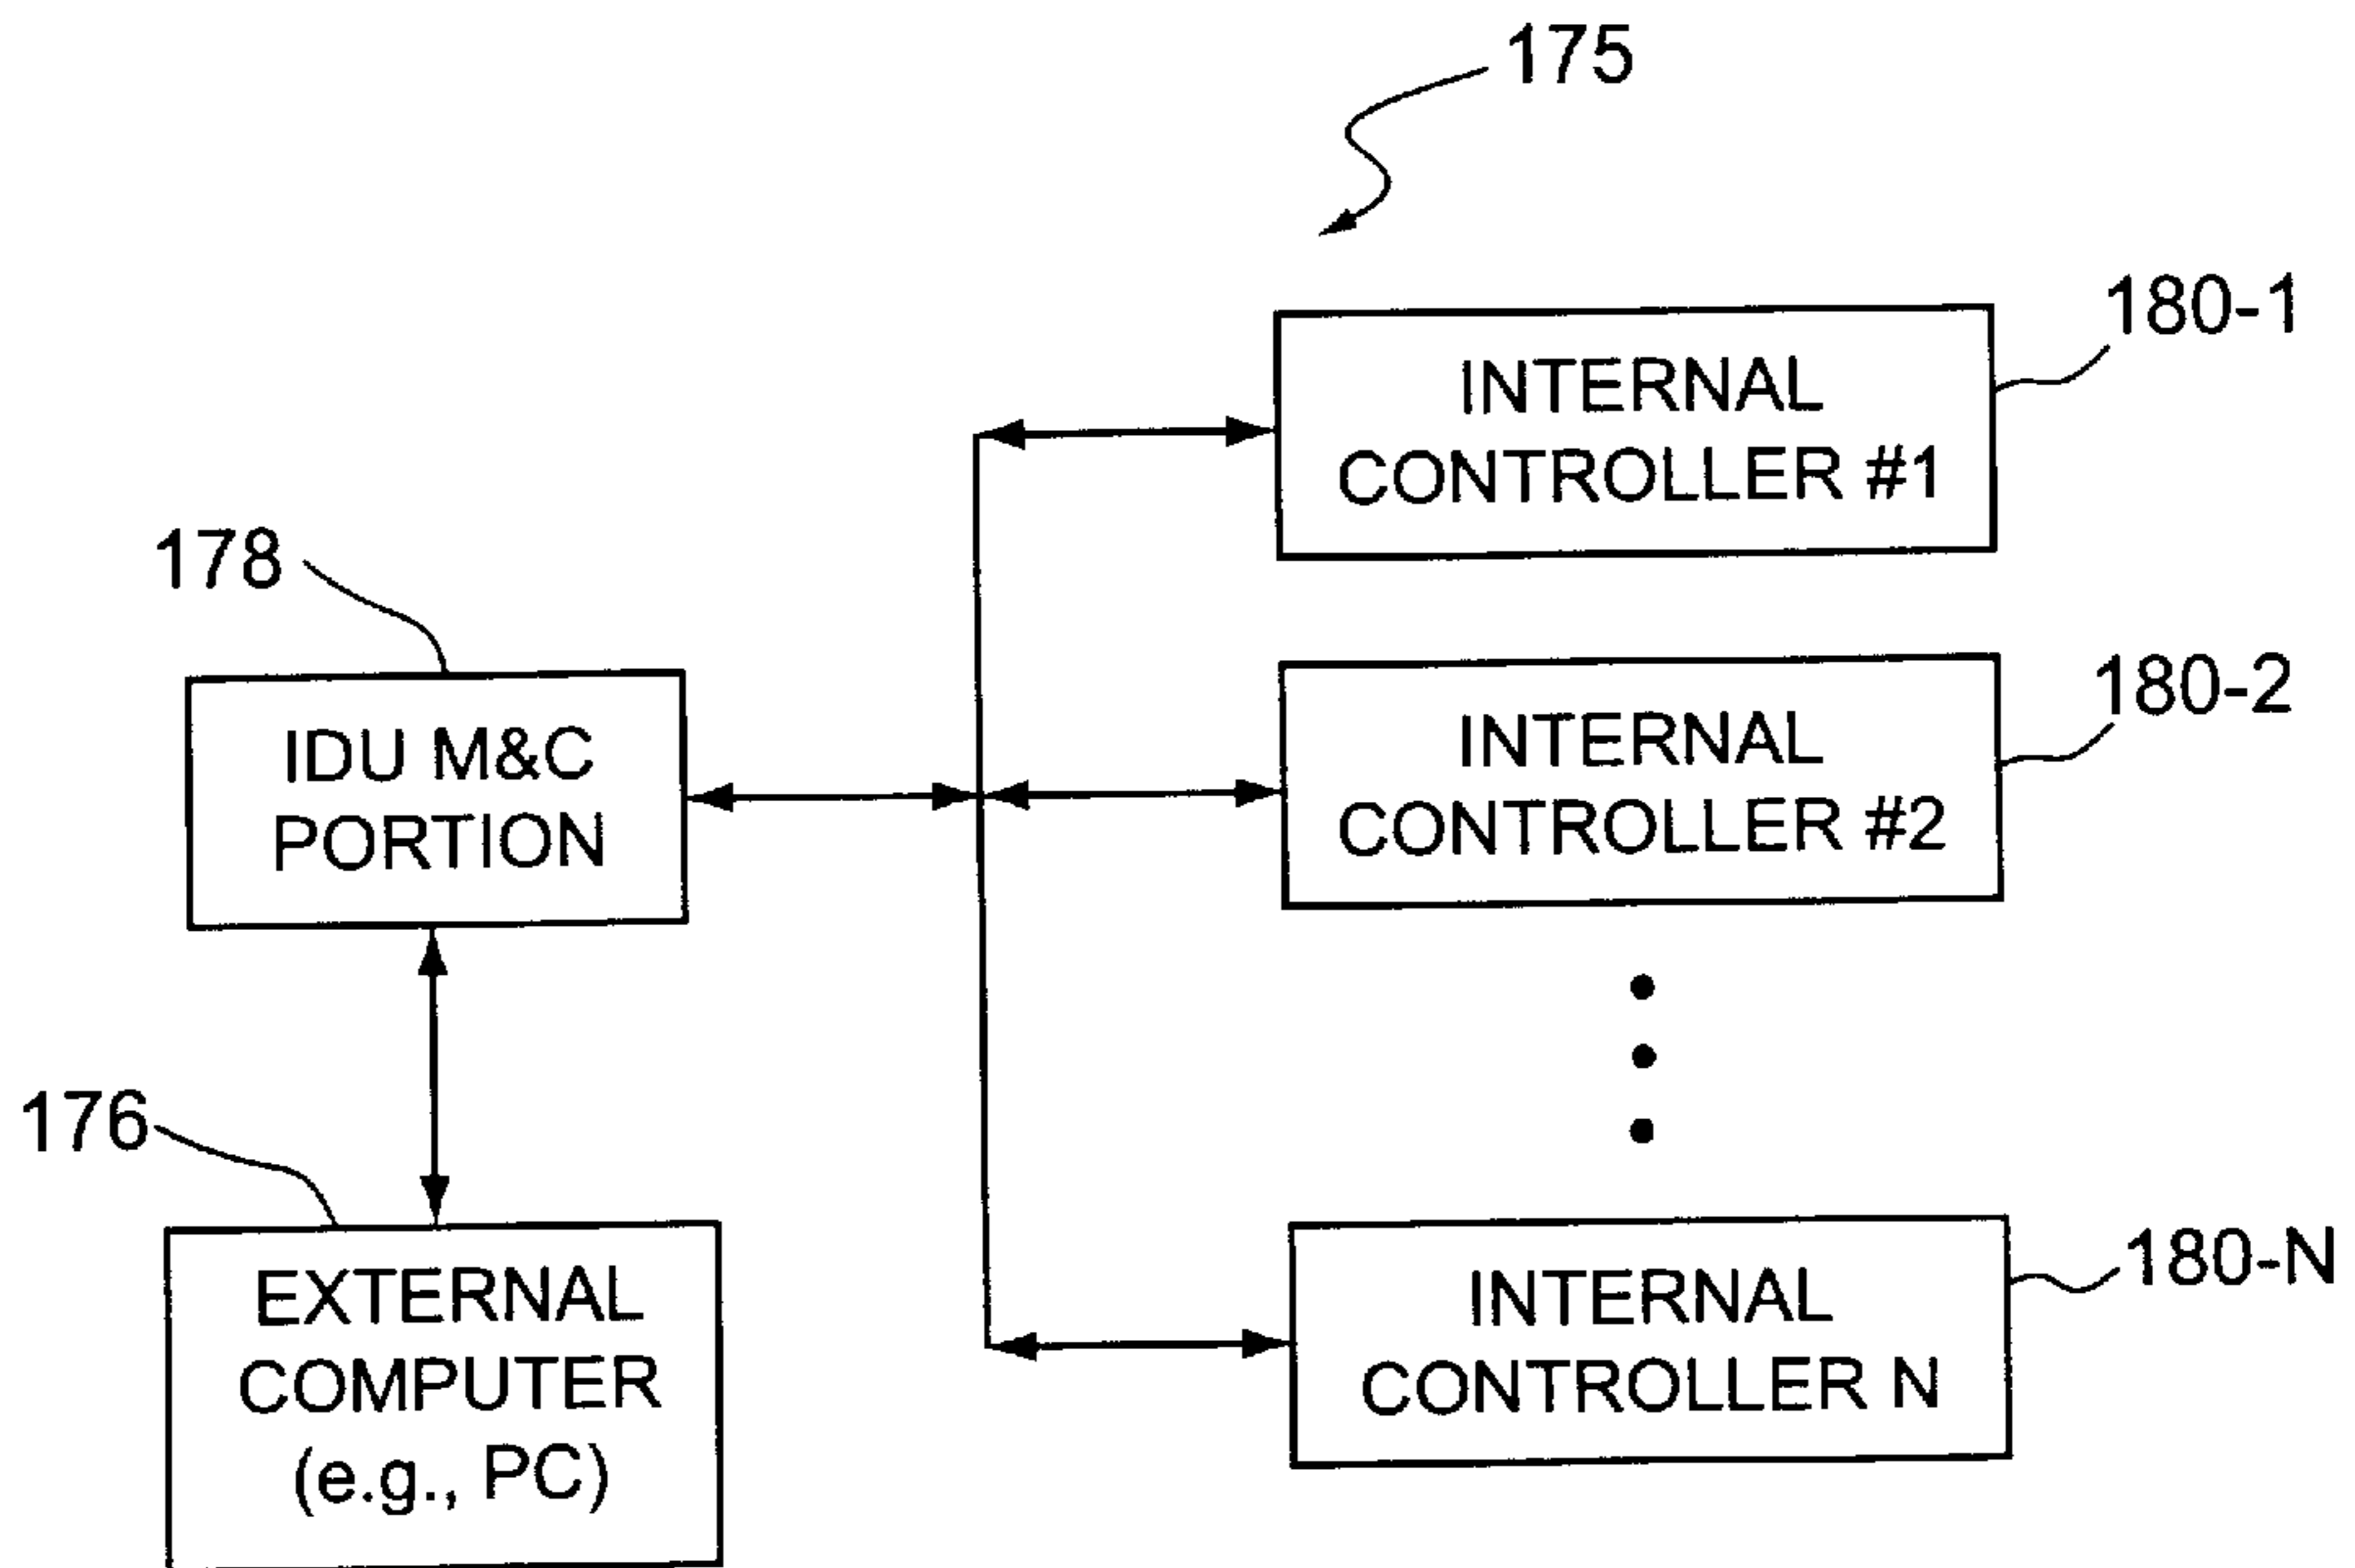 175
180-1
INTERNAL
CONTROLLER #1
178
180-2
INTERNAL
CONTROLLER #2
IDU M&C
PORTION
176
180-N
EXTERNAL
COMPUTER
(e.g., PC)
INTERNAL
CONTROLLER N